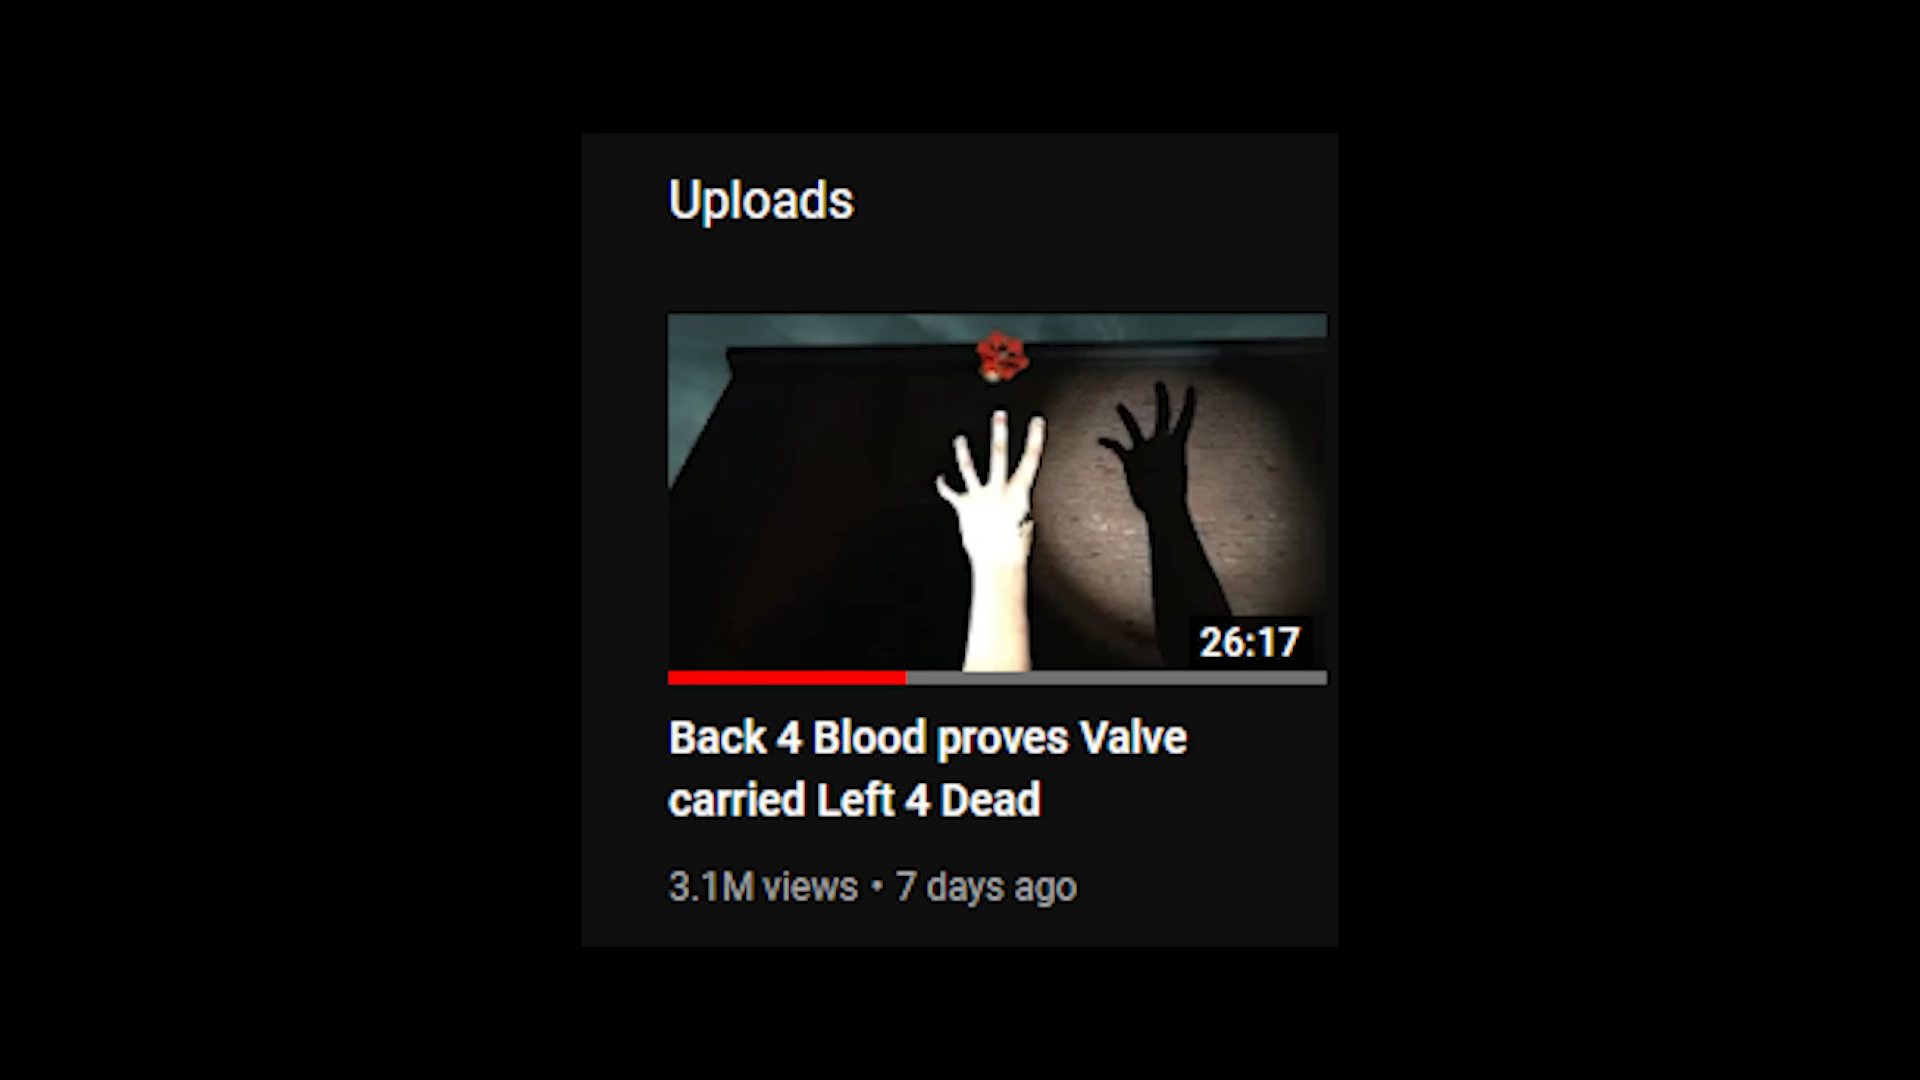 Uploads
26:17
Back 4 Blood proves Valve
carried Left 4 Dead
3.1M views • 7 days ago